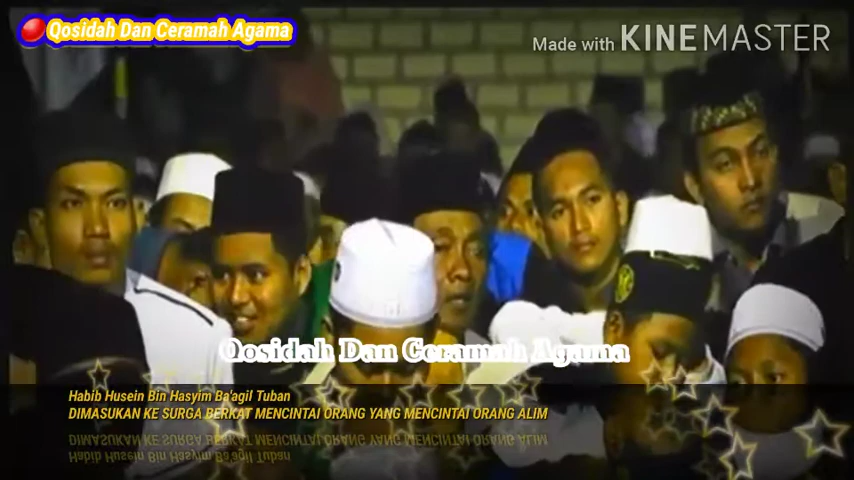 Qosidah Dan Ceramah Agama
Made with KINEMASTER
Qosidah Dan Ceramah Agama
Habib Husein Bin Hasyim Ba'agil Tuban
DIMASUKAN KE SURGA BERKAT MENCINTAI ORANG YANG MENCINTAI ORANG ALIM